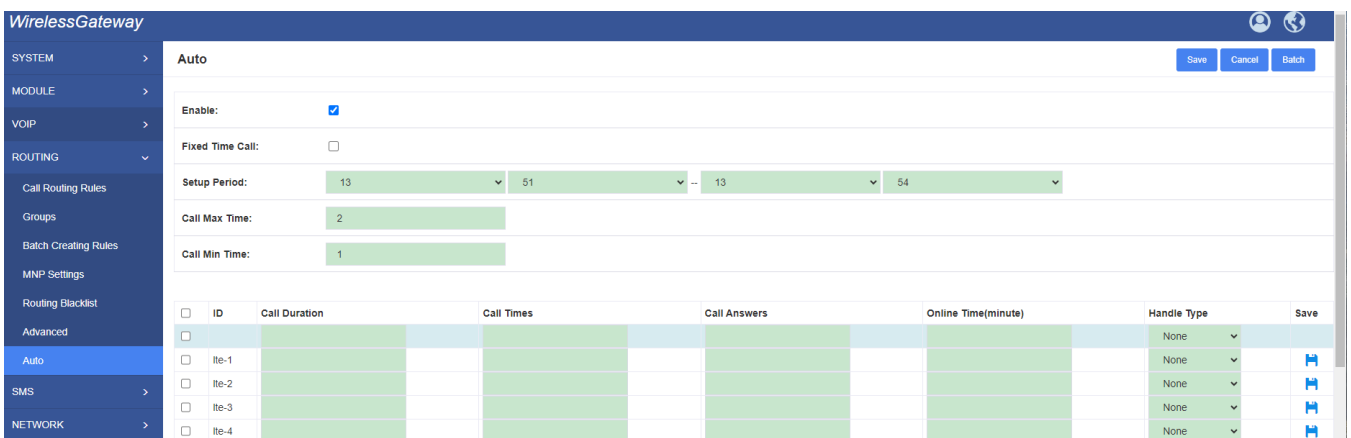 WirelessGateway
SYSTEM
MODULE
VOIP
ROUTING
Call Routing Rules
Groups
Batch Creating Rules
MNP Settings
Routing Blacklist
Advanced
Auto
SMS
NETWORK
Auto Save Cancel Batch
Enable:
Fixed Time Call:
Setup Period: 13 51 -- 13 54
Call Max Time: 2
Call Min Time: 1
ID Call Duration Call Times Call Answers Online Time(minute) Handle Type Save
None
lte-1 None
lte-2 None
lte-3 None
lte-4 None